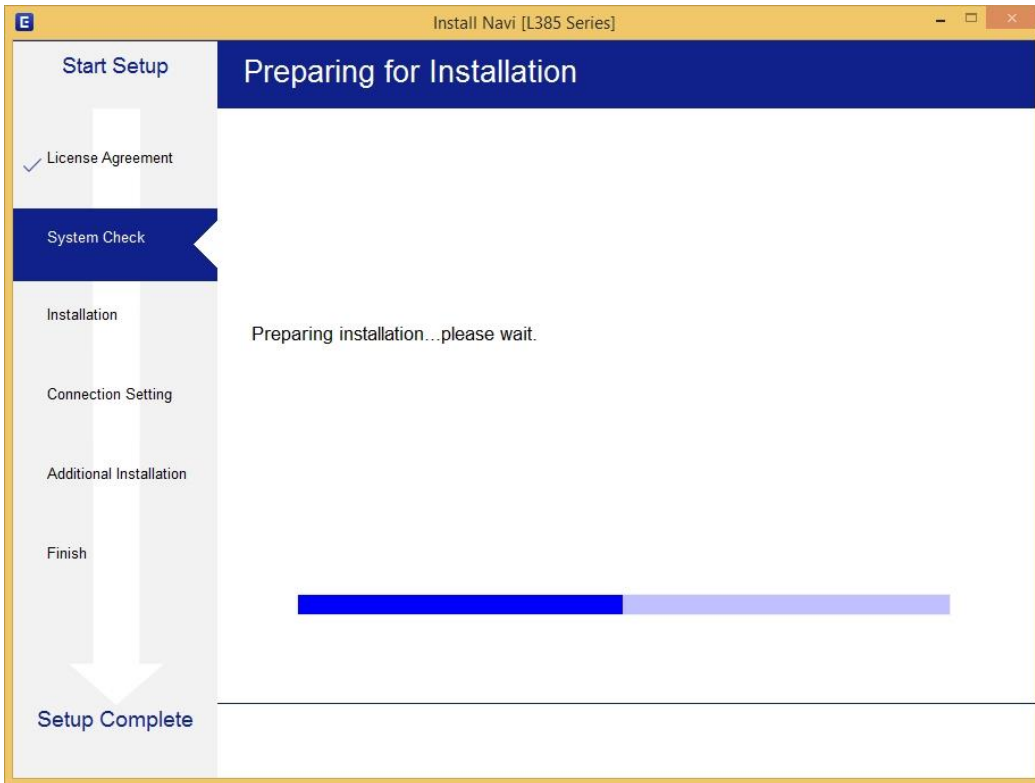 E
Install Navi [L385 Series]
Start Setup
Preparing for Installation
License Agreement
System Check
Installation
Preparing installation...please wait.
Connection Setting
Additional Installation
Finish
Setup Complete